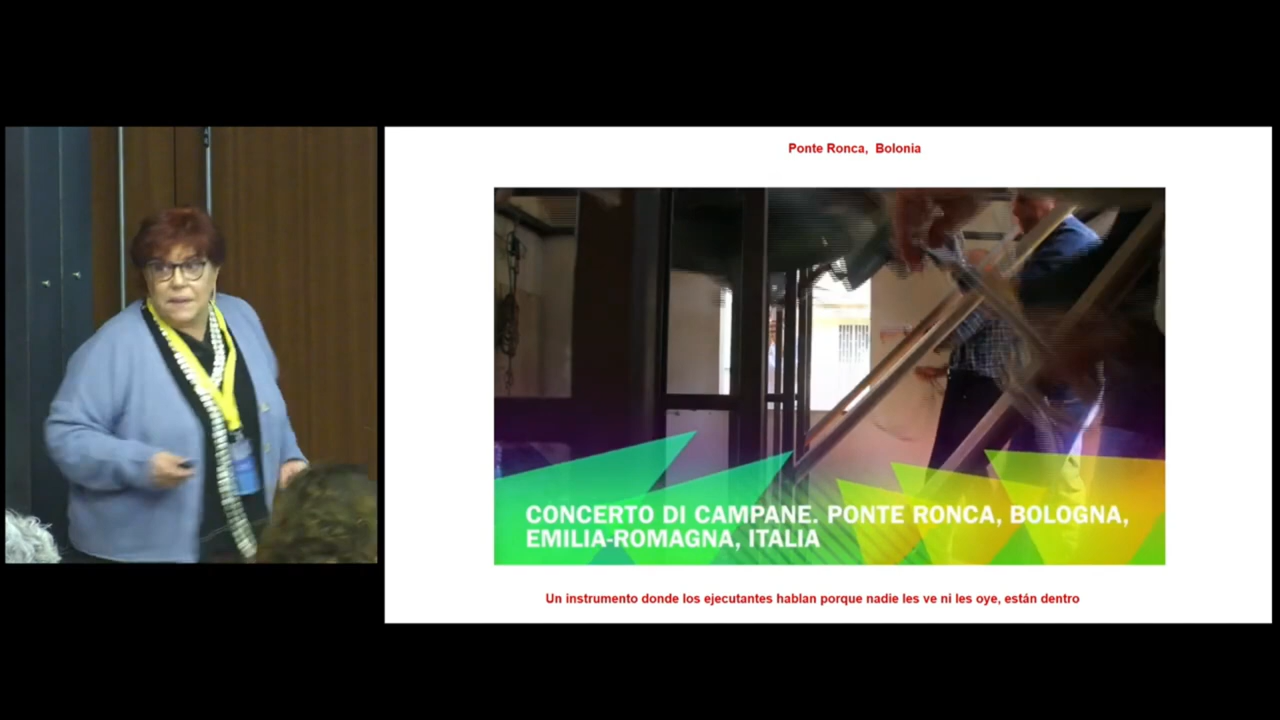 Ponte Ronca,  Bolonia
CONCERTO DI CAMPANE. PONTE RONCA, BOLOGNA,
EMILIA-ROMAGNA, ITALIA
Un instrumento donde los ejecutantes hablan porque nadie les ve ni les oye, están dentro